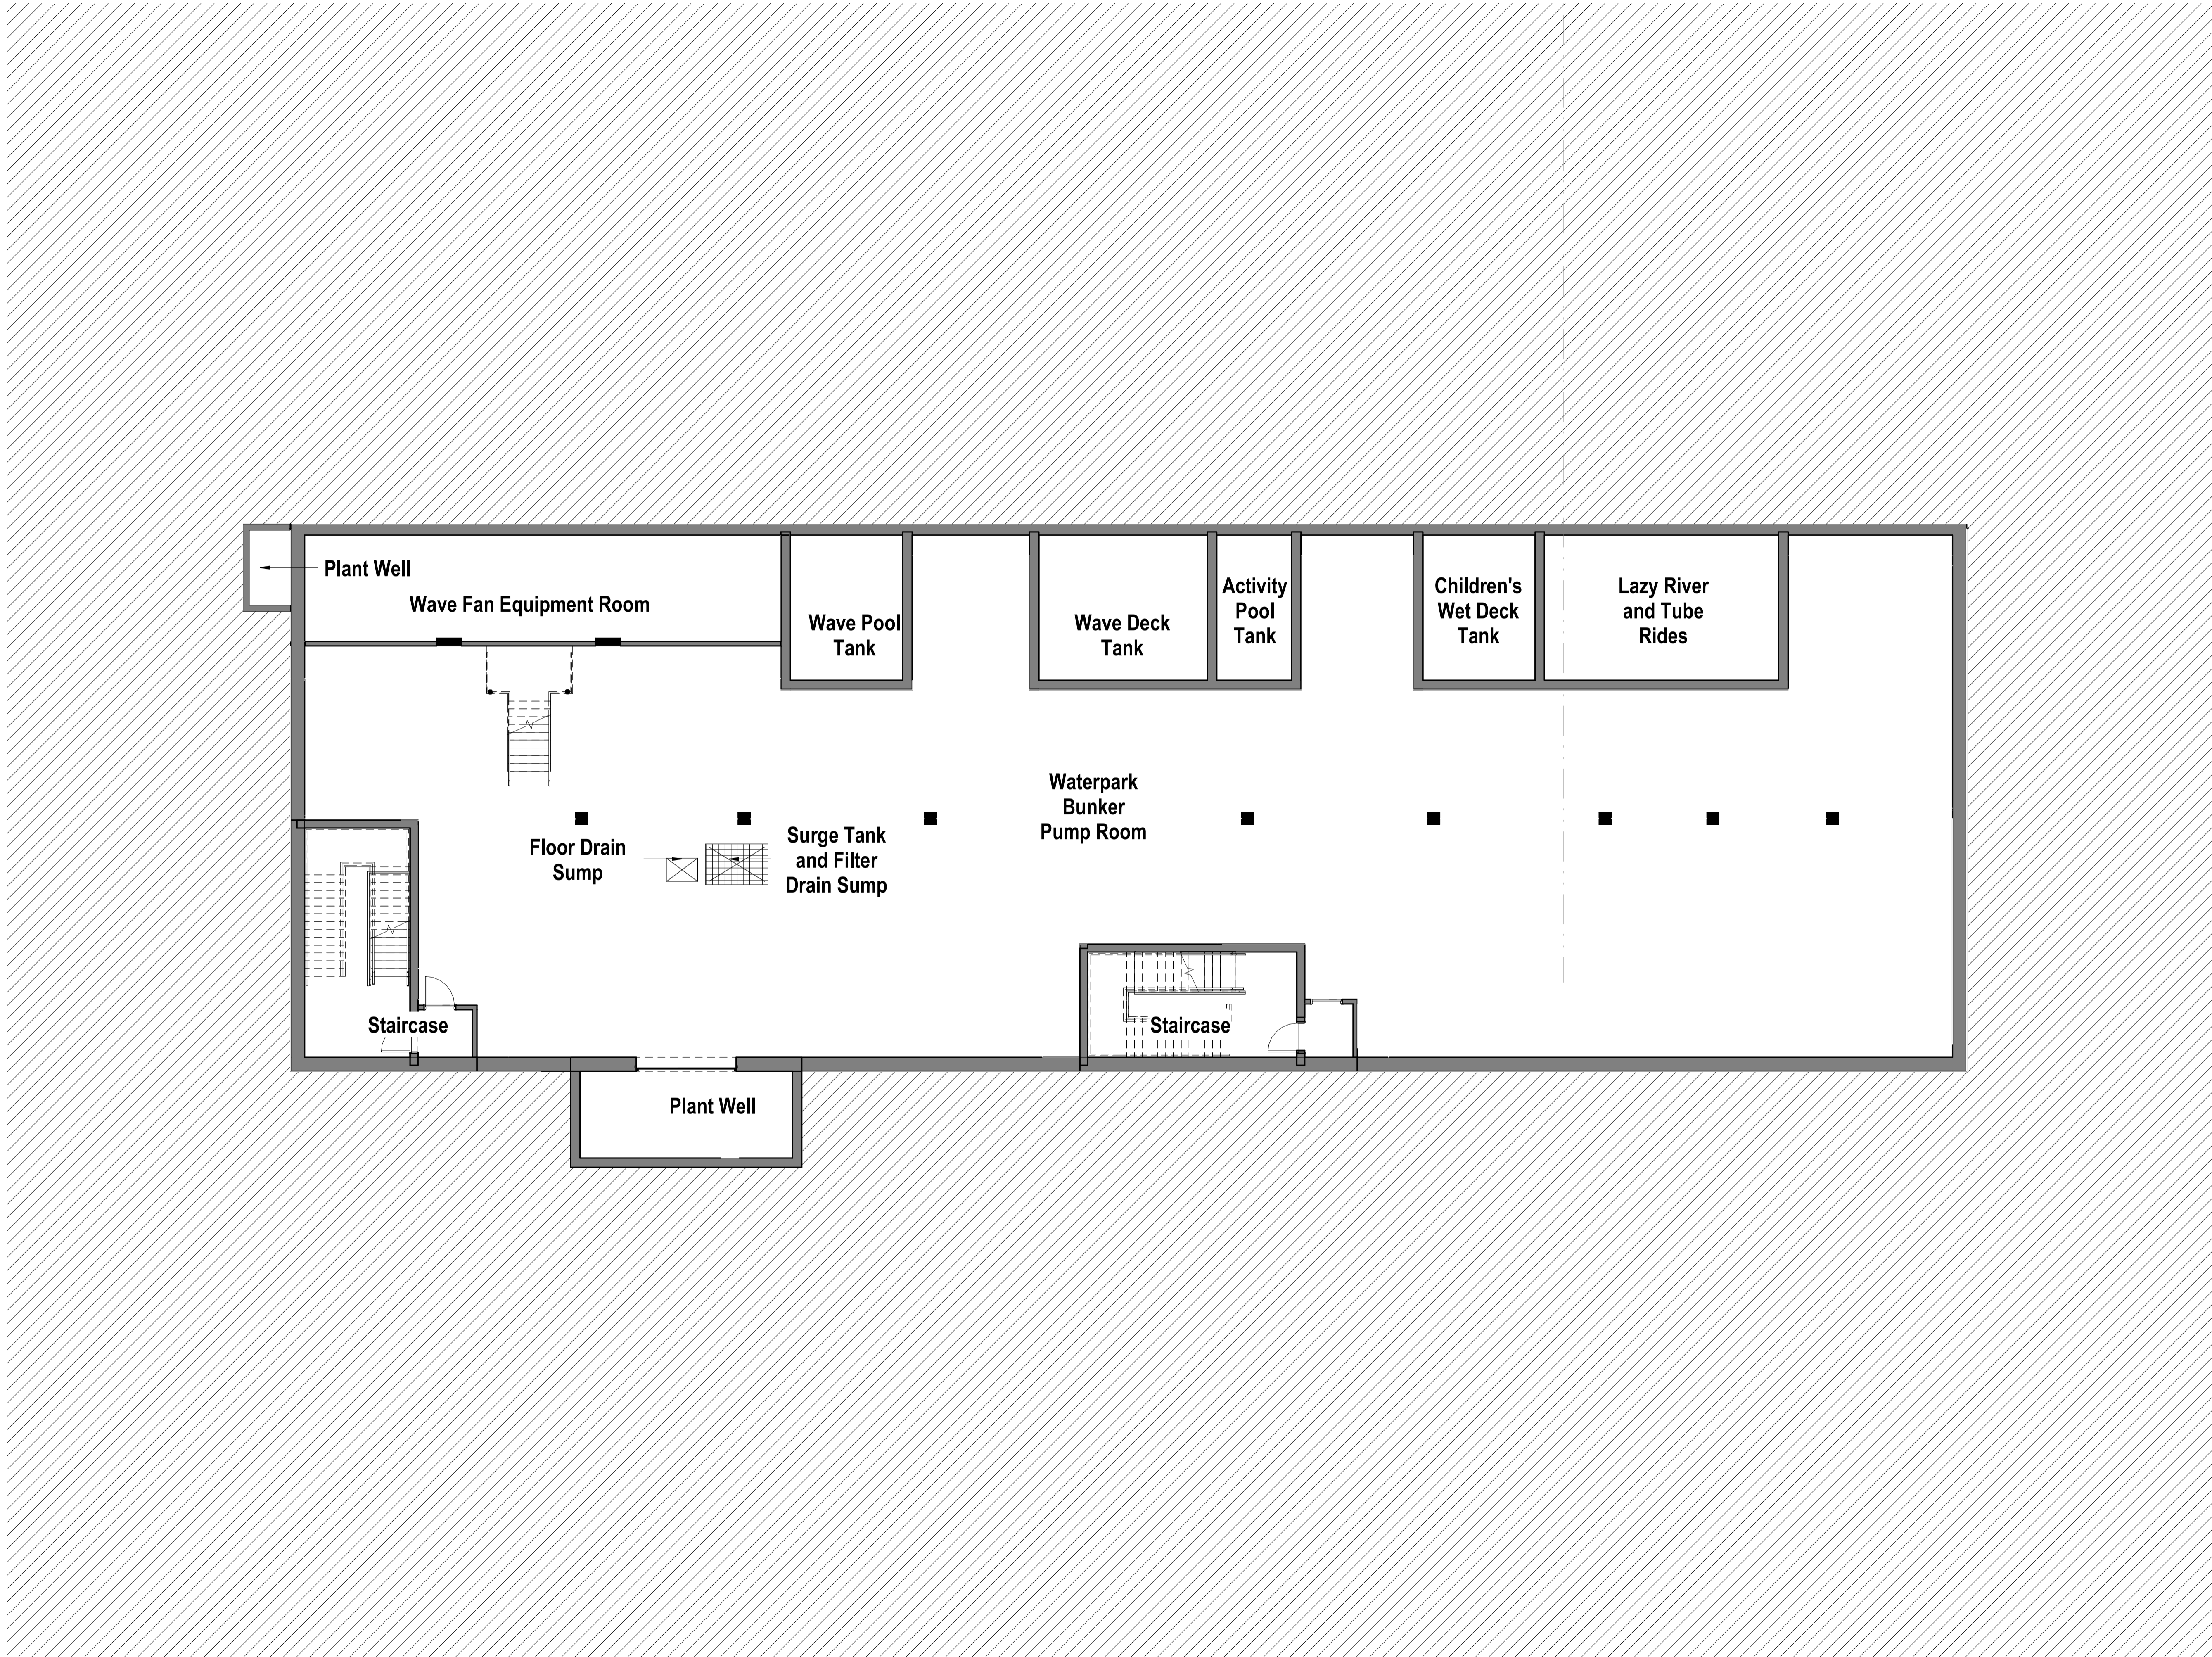 Plant Well
Wave Fan Equipment Room
Wave Pool
Tank
Wave Deck
Tank
Activity
Pool
Tank
Children's
Wet Deck
Tank
Lazy River
and Tube
Rides
Waterpark
Bunker
Pump Room
Floor Drain
Sump
Surge Tank
and Filter
Drain Sump
Staircase
Staircase
Plant Well